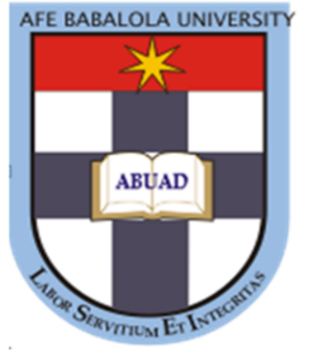 AFE BABALOLA UNIVERSITY
ABUAD
LABOR SERVITIUM ET INTEGRITAS